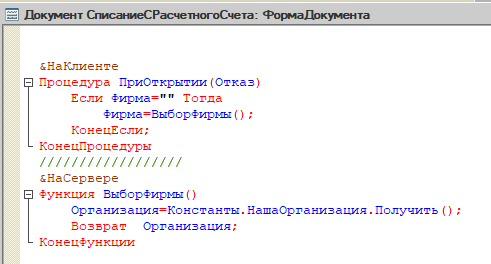 Документ СписаниеСРасчетногоСчета: ФормаДокумента
&НаКлиенте
Процедура ПриОткрытии(Отказ)
Если Фирма="" Тогда
Фирма=ВыборФирмы();
КонецЕсли;
КонецПроцедуры
//////////////////
&НаСервере
Функция ВыборФирмы()
Организация=Константы.НашаОрганизация.Получить();
Возврат  Организация;
КонецФункции